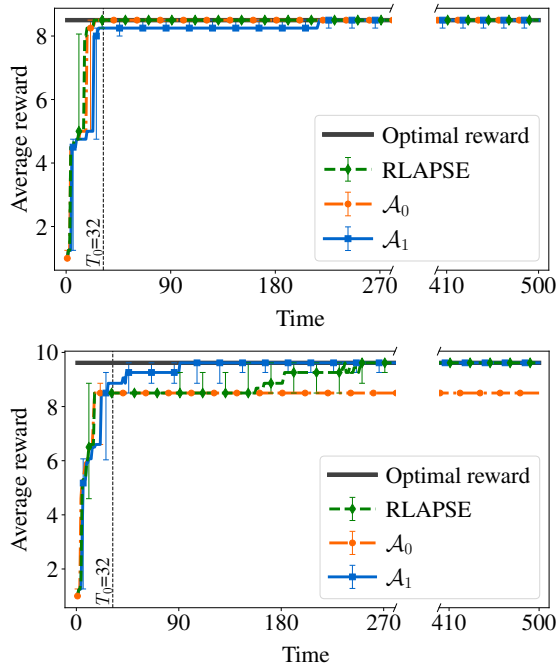 8
6
4
2
Average reward
T₀=32
Optimal reward
RLAPSE
𝒜₀
𝒜₁
0 90 180 270 410 500
Time
10
8
6
4
2
Average reward
T₀=32
Optimal reward
RLAPSE
𝒜₀
𝒜₁
0 90 180 270 410 500
Time